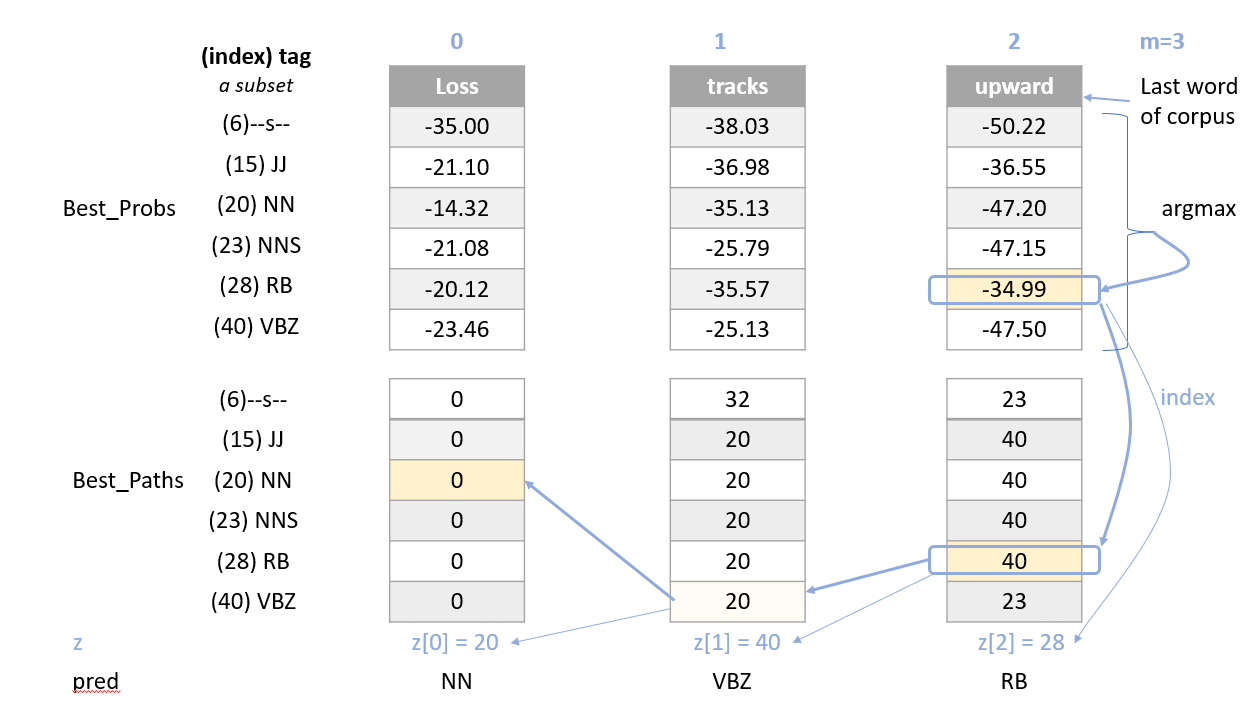 0 1 2 m=3
(index) tag
a subset Loss tracks upward Last word
of corpus
(6)--s-- -35.00 -38.03 -50.22
(15) JJ -21.10 -36.98 -36.55
Best_Probs (20) NN -14.32 -35.13 -47.20 argmax
(23) NNS -21.08 -25.79 -47.15
(28) RB -20.12 -35.57 -34.99
(40) VBZ -23.46 -25.13 -47.50
(6)--s-- 0 32 23 index
(15) JJ 0 20 40
Best_Paths (20) NN 0 20 40
(23) NNS 0 20 40
(28) RB 0 20 40
(40) VBZ 0 20 23
z z[0] = 20 z[1] = 40 z[2] = 28
pred NN VBZ RB